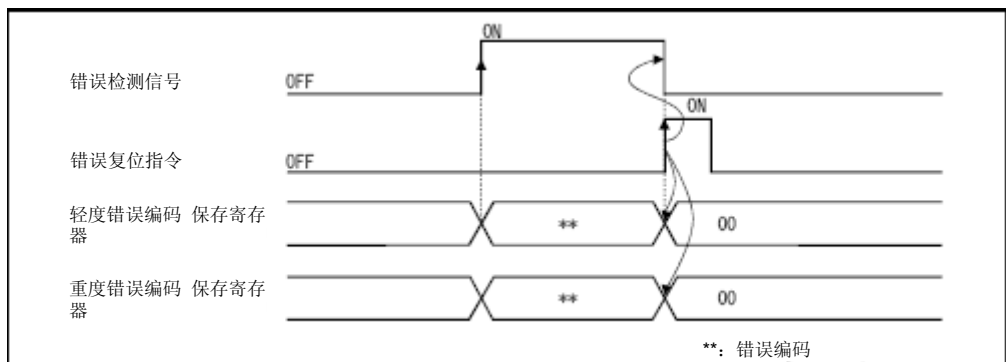 ON
错误检测信号
OFF
ON
错误复位指令
OFF
轻度错误编码 保存寄存
器
**
00
重度错误编码 保存寄存
器
**
00
**: 错误编码